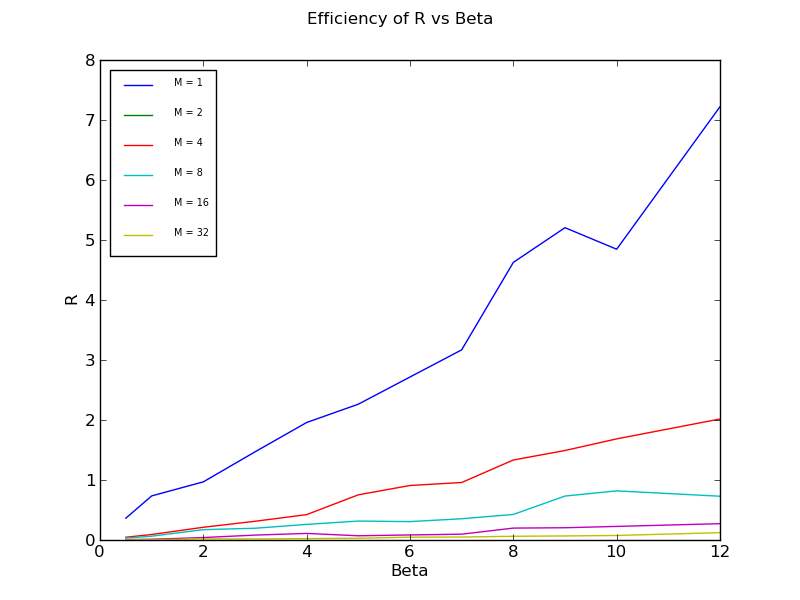 Efficiency of R vs Beta
8
7
6
5
4
3
2
1
0
R
M = 1
M = 2
M = 4
M = 8
M = 16
M = 32
0 2 4 6 8 10 12
Beta